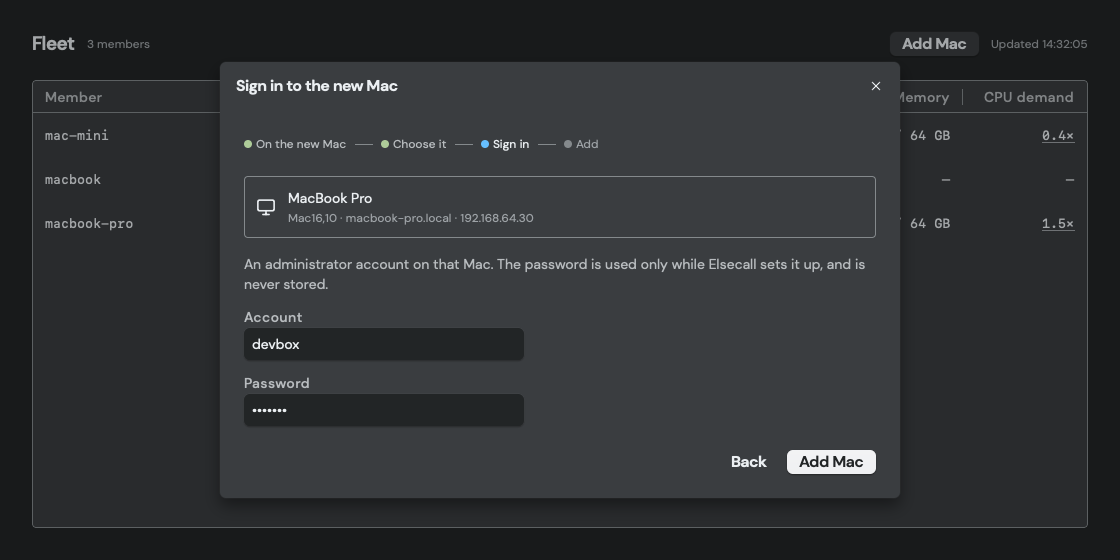 Fleet 3 members Add Mac Updated 14:32:05
Sign in to the new Mac
Member Memory CPU demand
On the new Mac Choose it Sign in Add
mac-mini 64 GB 0.4×
macbook – –
macbook-pro 64 GB 1.5×
MacBook Pro
Mac16,10 · macbook-pro.local · 192.168.64.30
An administrator account on that Mac. The password is used only while Elsecall sets it up, and is
never stored.
Account
devbox
Password
•••••••
Back Add Mac